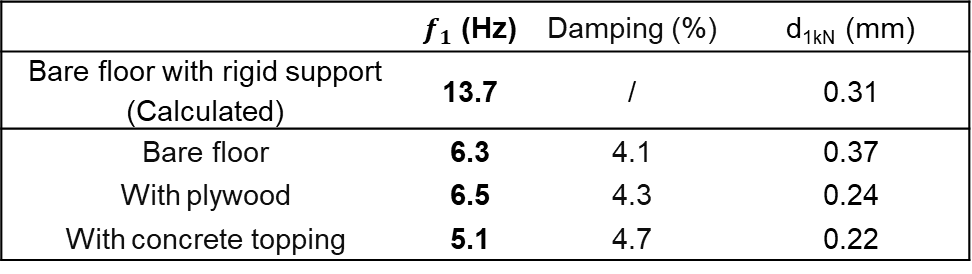 f₁ (Hz) Damping (%) d₁ₖₙ (mm)
Bare floor with rigid support
(Calculated) 13.7 / 0.31
Bare floor 6.3 4.1 0.37
With plywood 6.5 4.3 0.24
With concrete topping 5.1 4.7 0.22